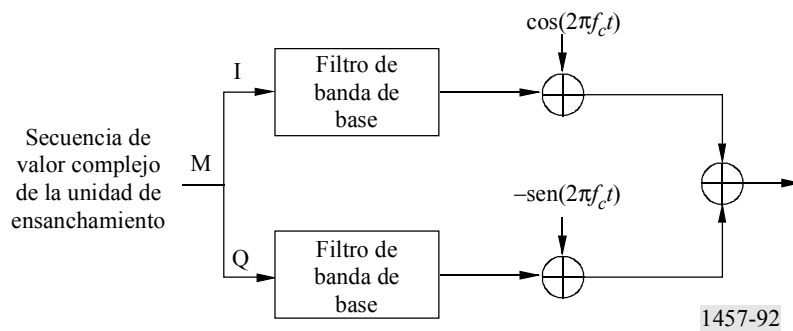 cos(2πf_ct)
I
Filtro de
banda de
base
Secuencia de
valor complejo
de la unidad de
ensanchamiento
M
–sen(2πf_ct)
Q
Filtro de
banda de
base
1457-92